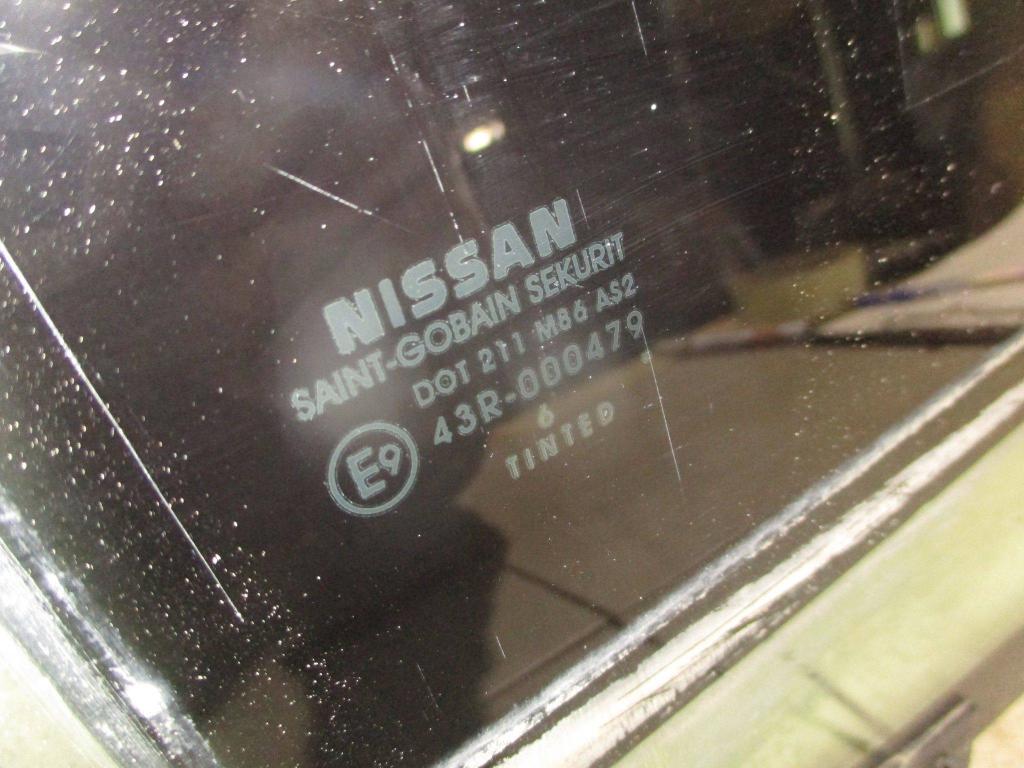 NISSAN
SAINT-GOBAIN SEKURIT
DOT 211 M86 AS2
E9 43R-000479
6
TINTED